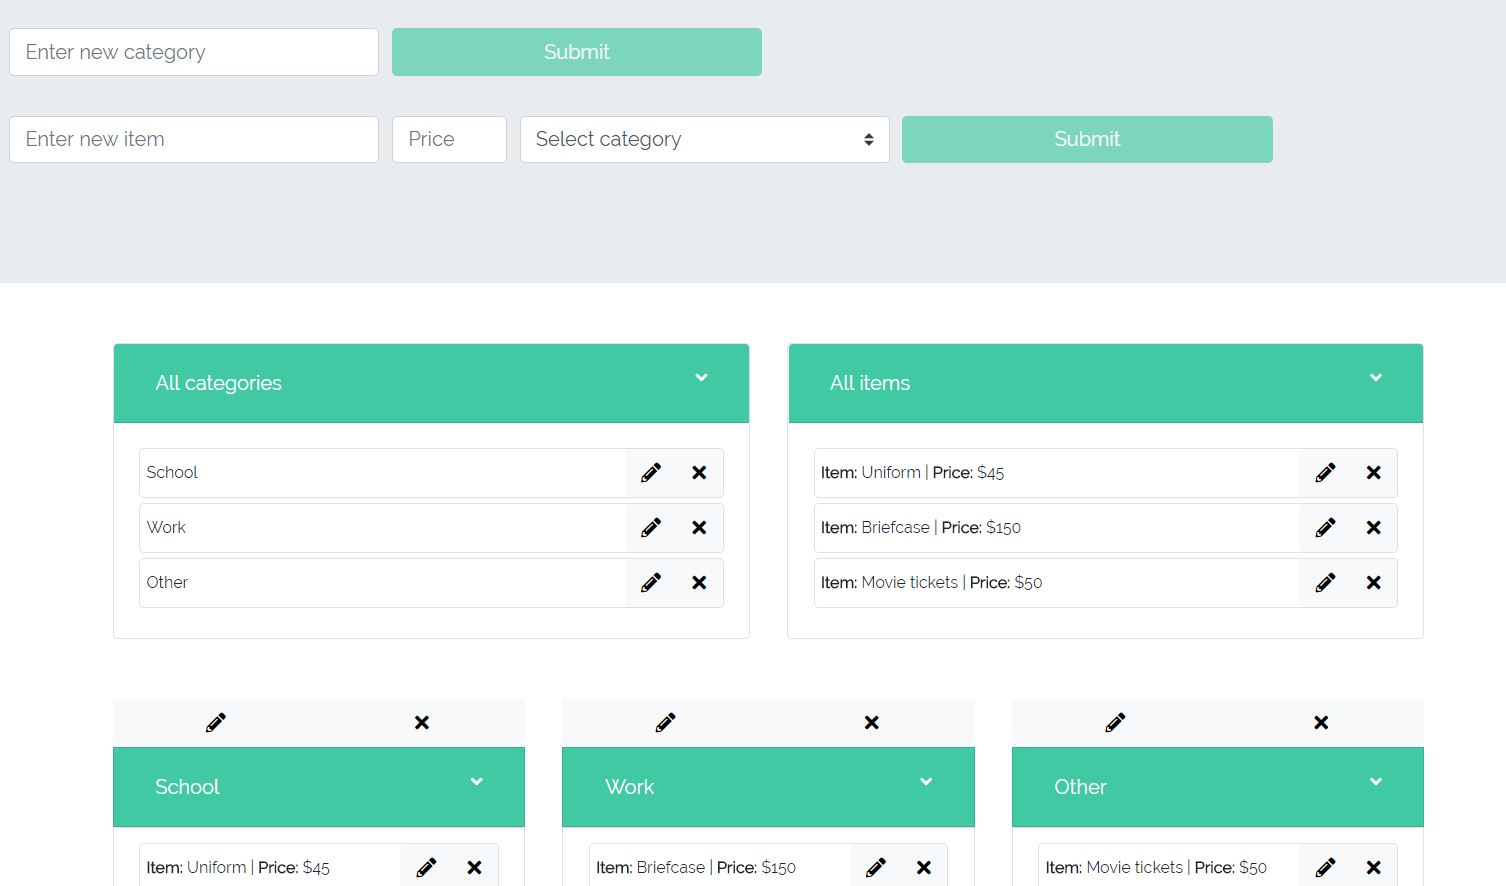 Enter new category Submit
Enter new item Price Select category Submit
All categories
School
Work
Other
All items
Item: Uniform | Price: $45
Item: Briefcase | Price: $150
Item: Movie tickets | Price: $50
School
Item: Uniform | Price: $45
Work
Item: Briefcase | Price: $150
Other
Item: Movie tickets | Price: $50